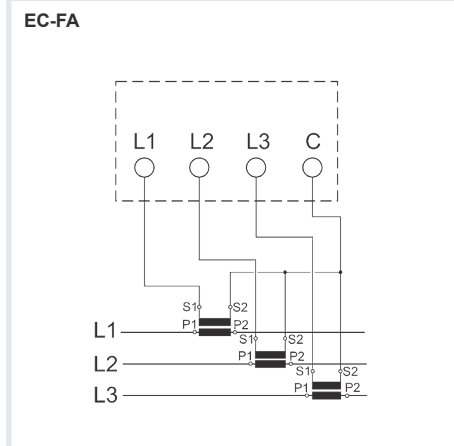 EC-FA
L1 L2 L3 C
S1 S2
L1 P1 P2
S1 S2
L2 P1 P2
S1 S2
L3 P1 P2